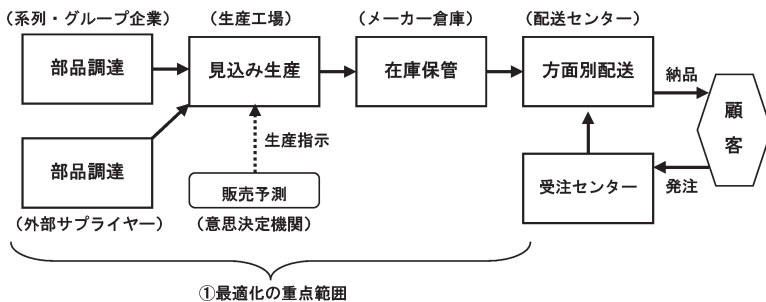 （系列・グループ企業）
（生産工場）
（メーカー倉庫）
（配送センター）
部品調達
見込み生産
在庫保管
方面別配送
納品
顧客
部品調達
生産指示
販売予測
受注センター
発注
（外部サプライヤー）
（意思決定機関）
①最適化の重点範囲